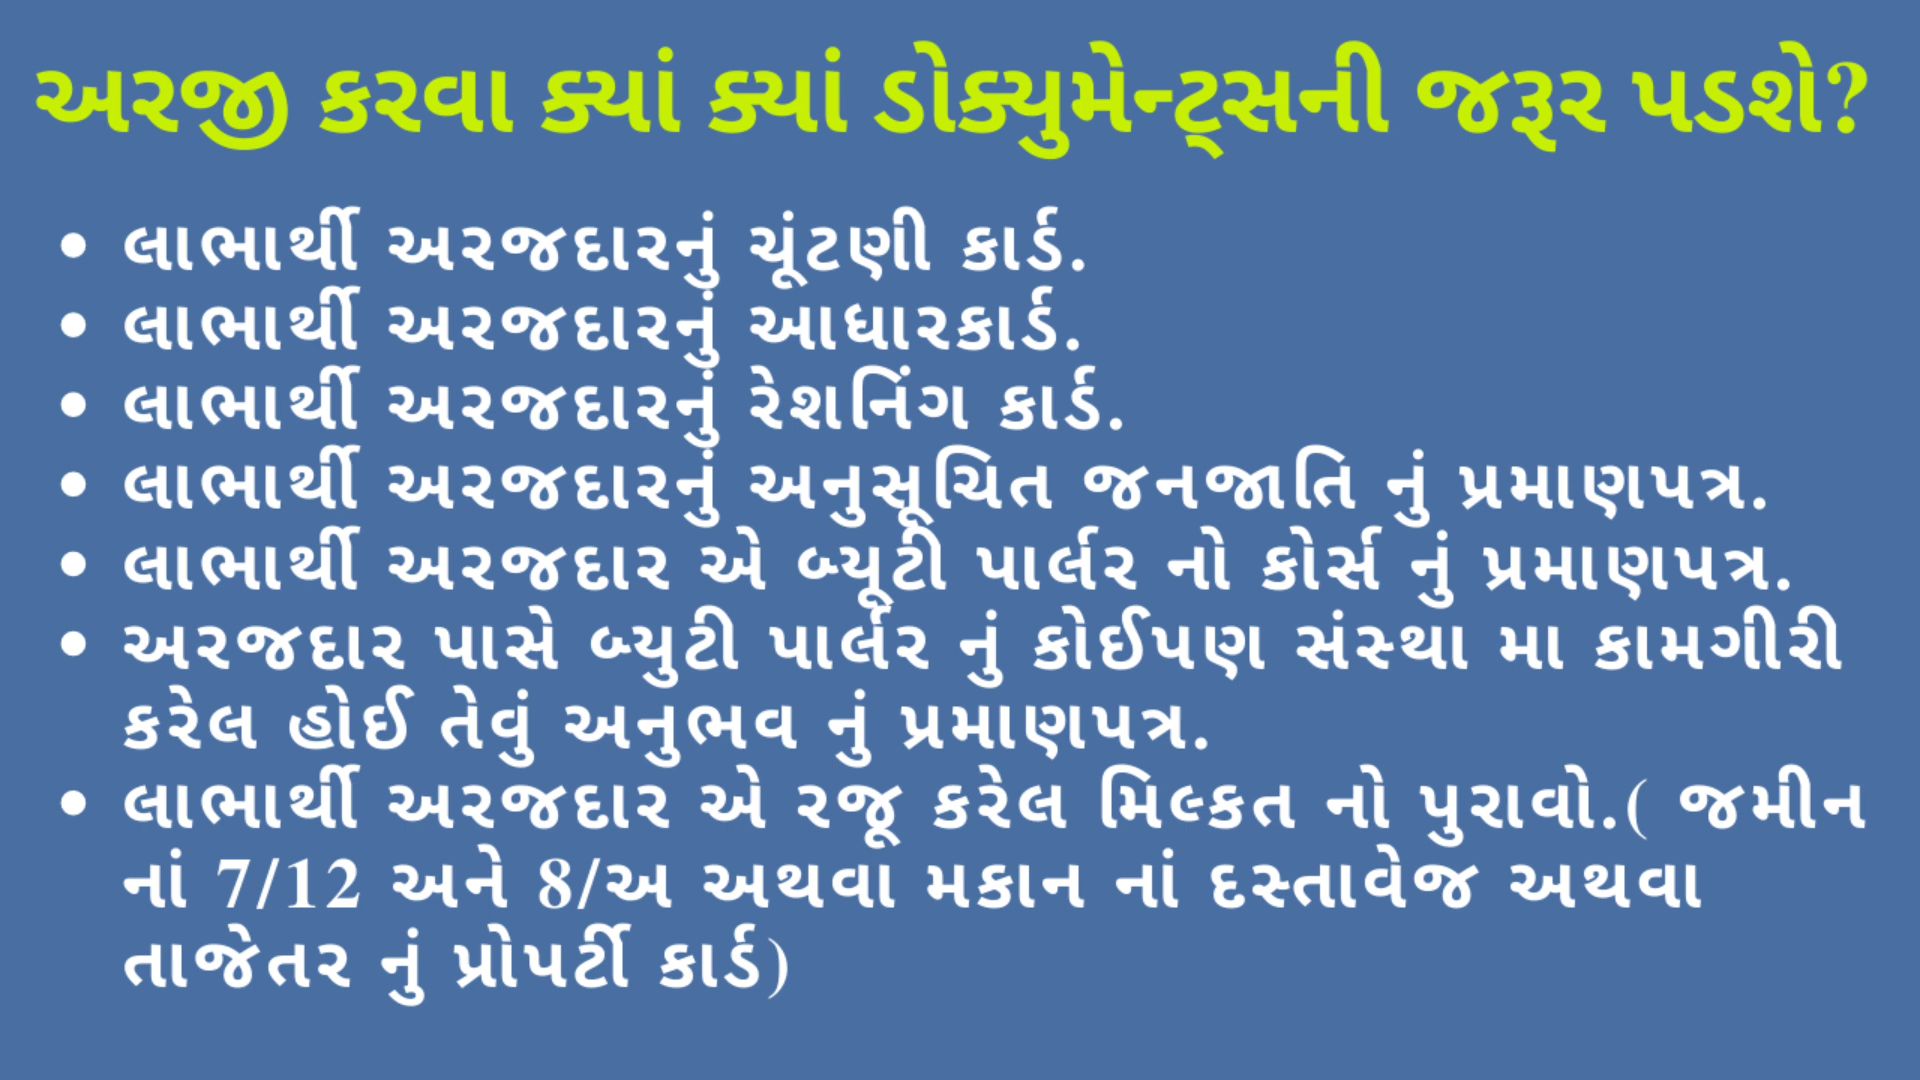 અરજી કરવા ક્યાં ક્યાં ડોક્યુમેન્ટ્સની જરૂર પડશે?
• લાભાર્થી અરજદારનું ચૂંટણી કાર્ડ.
• લાભાર્થી અરજદારનું આધારકાર્ડ.
• લાભાર્થી અરજદારનું રેશનિંગ કાર્ડ.
• લાભાર્થી અરજદારનું અનુસૂચિત જનજાતિ નું પ્રમાણપત્ર.
• લાભાર્થી અરજદાર એ બ્યૂટી પાર્લર નો કોર્સ નું પ્રમાણપત્ર.
• અરજદાર પાસે બ્યુટી પાર્લર નું કોઈપણ સંસ્થા મા કામગીરી
કરેલ હોઈ તેવું અનુભવ નું પ્રમાણપત્ર.
• લાભાર્થી અરજદાર એ રજૂ કરેલ મિલ્કત નો પુરાવો.( જમીન
નાં 7/12 અને 8/અ અથવા મકાન નાં દસ્તાવેજ અથવા
તાજેતર નું પ્રોપર્ટી કાર્ડ)